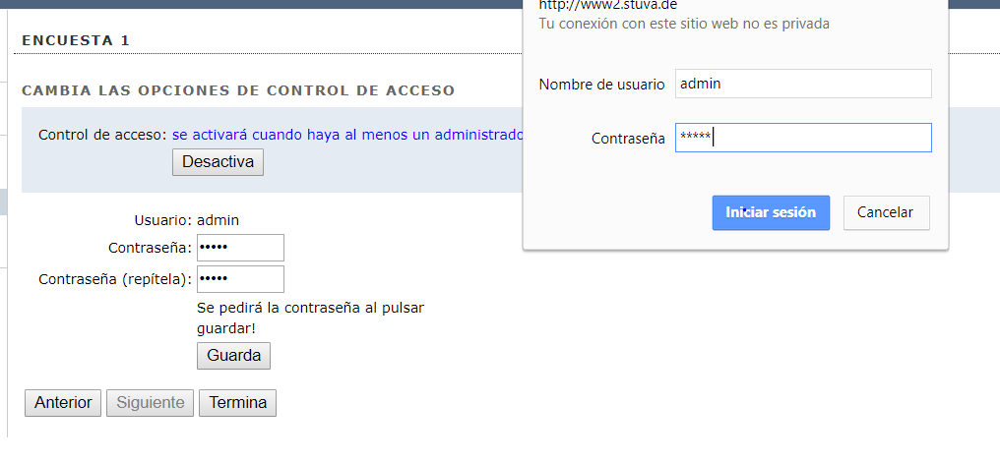 http://www2.stuva.de
Tu conexión con este sitio web no es privada
Nombre de usuario admin
Contraseña *****
Iniciar sesión Cancelar
ENCUESTA 1
CAMBIA LAS OPCIONES DE CONTROL DE ACCESO
Control de acceso: se activará cuando haya al menos un administrado
Desactiva
Usuario: admin
Contraseña: •••••
Contraseña (repítela): •••••
Se pedirá la contraseña al pulsar
guardar!
Guarda
Anterior Siguiente Termina